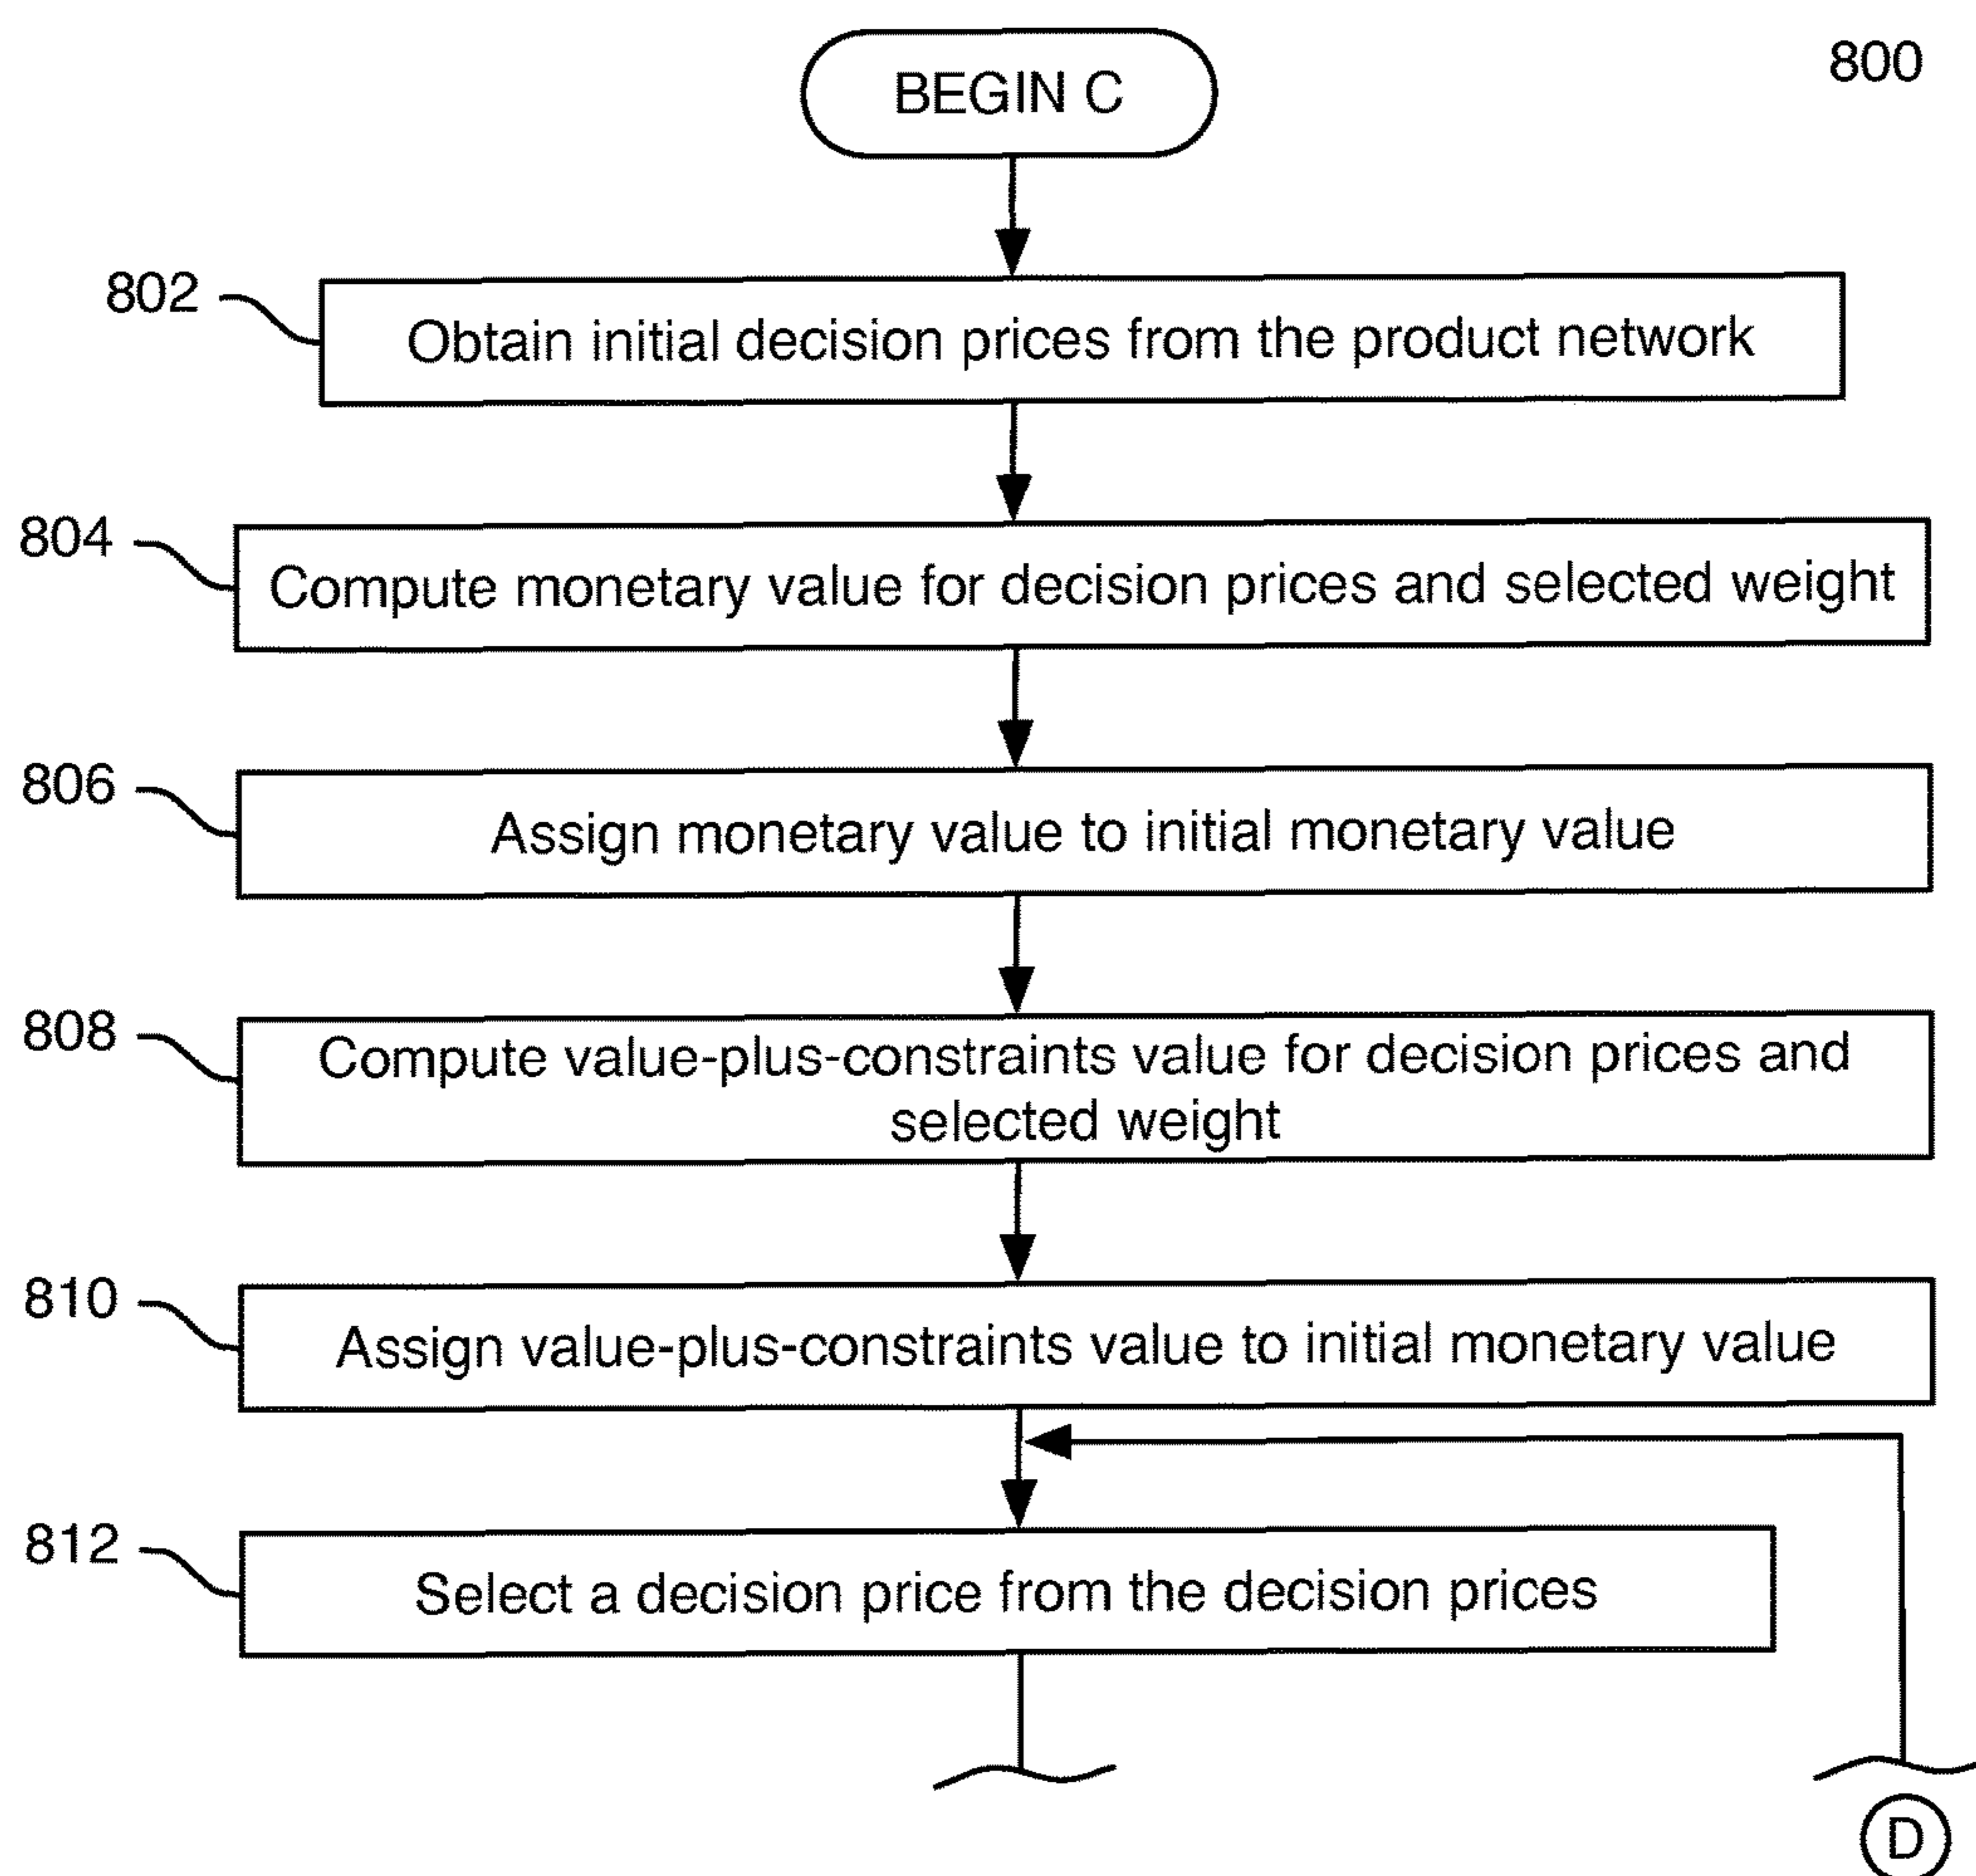 BEGIN C
800
802
Obtain initial decision prices from the product network
804
Compute monetary value for decision prices and selected weight
806
Assign monetary value to initial monetary value
808
Compute value-plus-constraints value for decision prices and
selected weight
810
Assign value-plus-constraints value to initial monetary value
812
Select a decision price from the decision prices
D